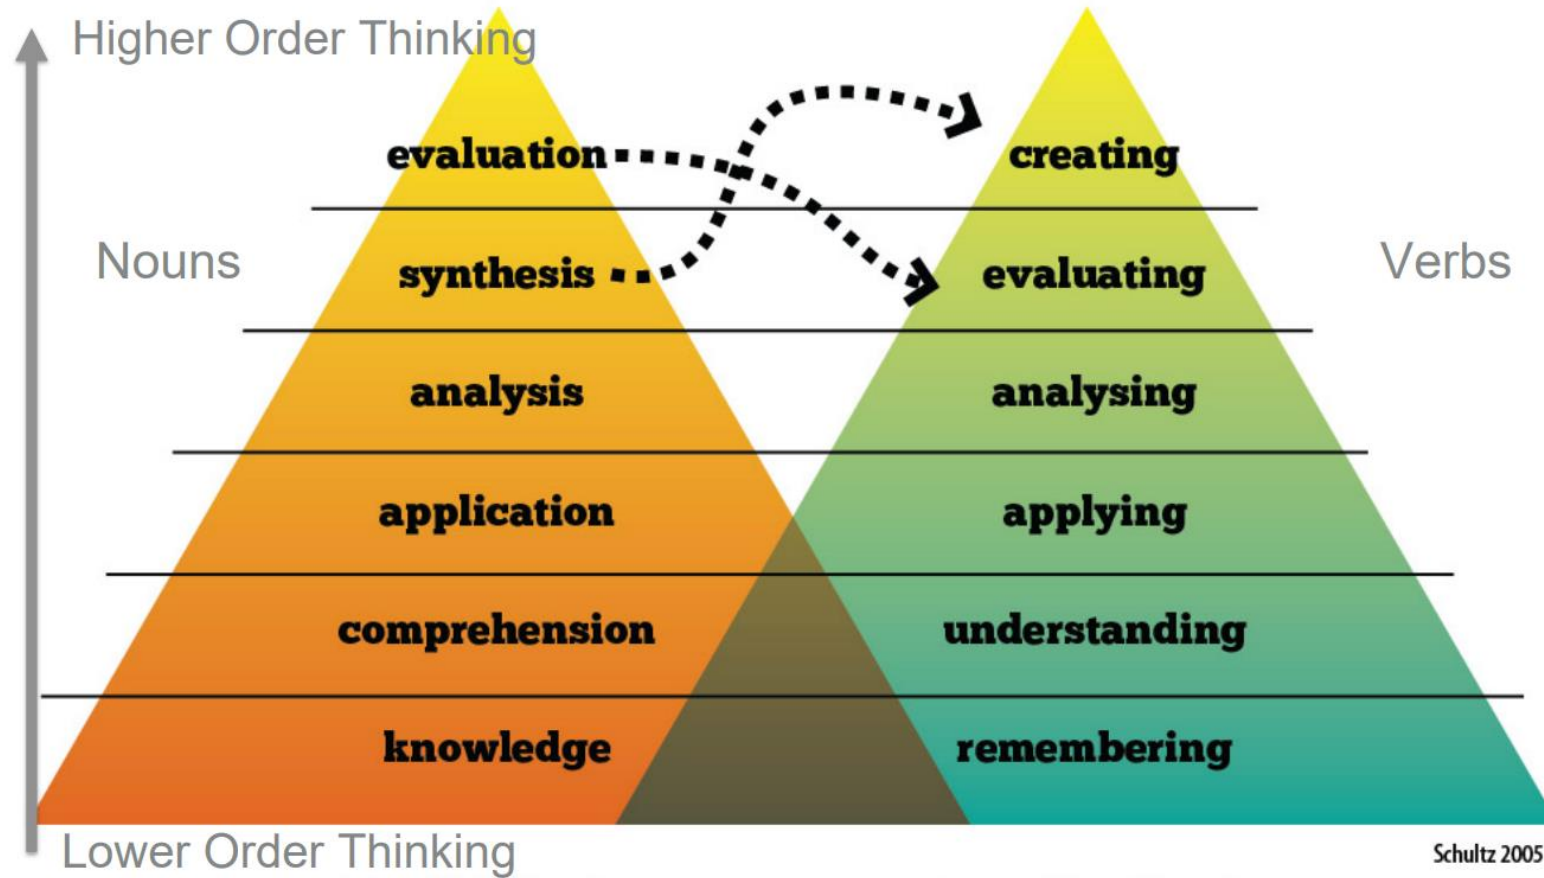 Higher Order Thinking
evaluation
creating
Nouns
synthesis
evaluating
Verbs
analysis
analysing
application
applying
comprehension
understanding
knowledge
remembering
Lower Order Thinking
Schultz 2005